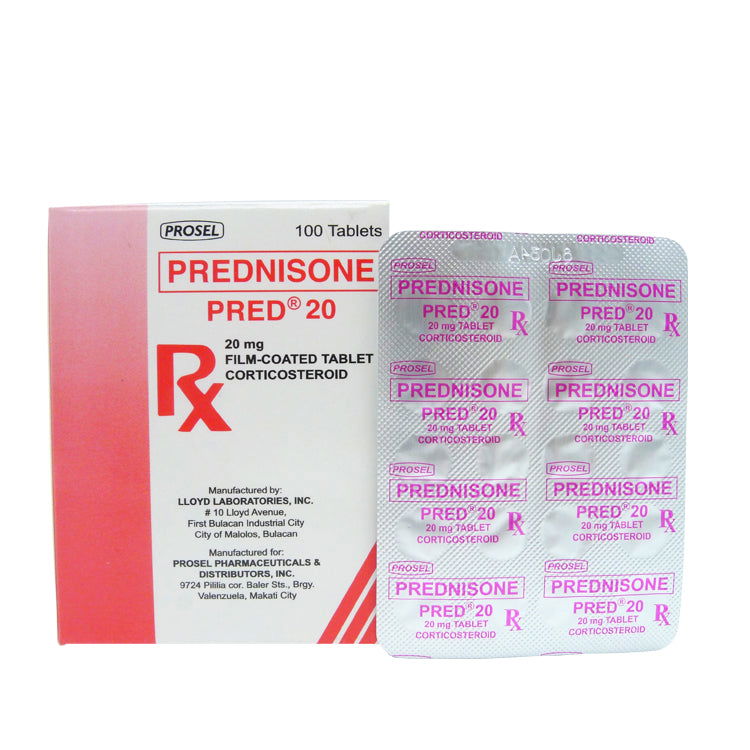 PROSEL
100 Tablets
PREDNISONE
PRED® 20
Rx
20 mg
FILM-COATED TABLET
CORTICOSTEROID
Manufactured by:
LLOYD LABORATORIES, INC.
# 10 Lloyd Avenue,
First Bulacan Industrial City
City of Malolos, Bulacan
Manufactured for:
PROSEL PHARMACEUTICALS &
DISTRIBUTORS, INC.
9724 Pililia cor. Baler Sts., Brgy.
Valenzuela, Makati City
CORTICOSTEROID
CORTICOSTEROID
PROSEL
PREDNISONE
PRED® 20
20 mg TABLET
Rx
PREDNISONE
PRED® 20
20 mg TABLET
CORTICOSTEROID
Rx
PROSEL
PREDNISONE
PRED® 20
20 mg TABLET
CORTICOSTEROID
Rx
PROSEL
PREDNISONE
PRED® 20
20 mg TABLET
CORTICOSTEROID
Rx
PROSEL
PREDNISONE
PRED® 20
20 mg TABLET
CORTICOSTEROID
Rx
PROSEL
PREDNISONE
PRED® 20
20 mg TABLET
CORTICOSTEROID
Rx
PROSEL
PREDNISONE
PRED® 20
20 mg TABLET
CORTICOSTEROID
Rx
PROSEL
PREDNISONE
PRED® 20
20 mg TABLET
CORTICOSTEROID
Rx